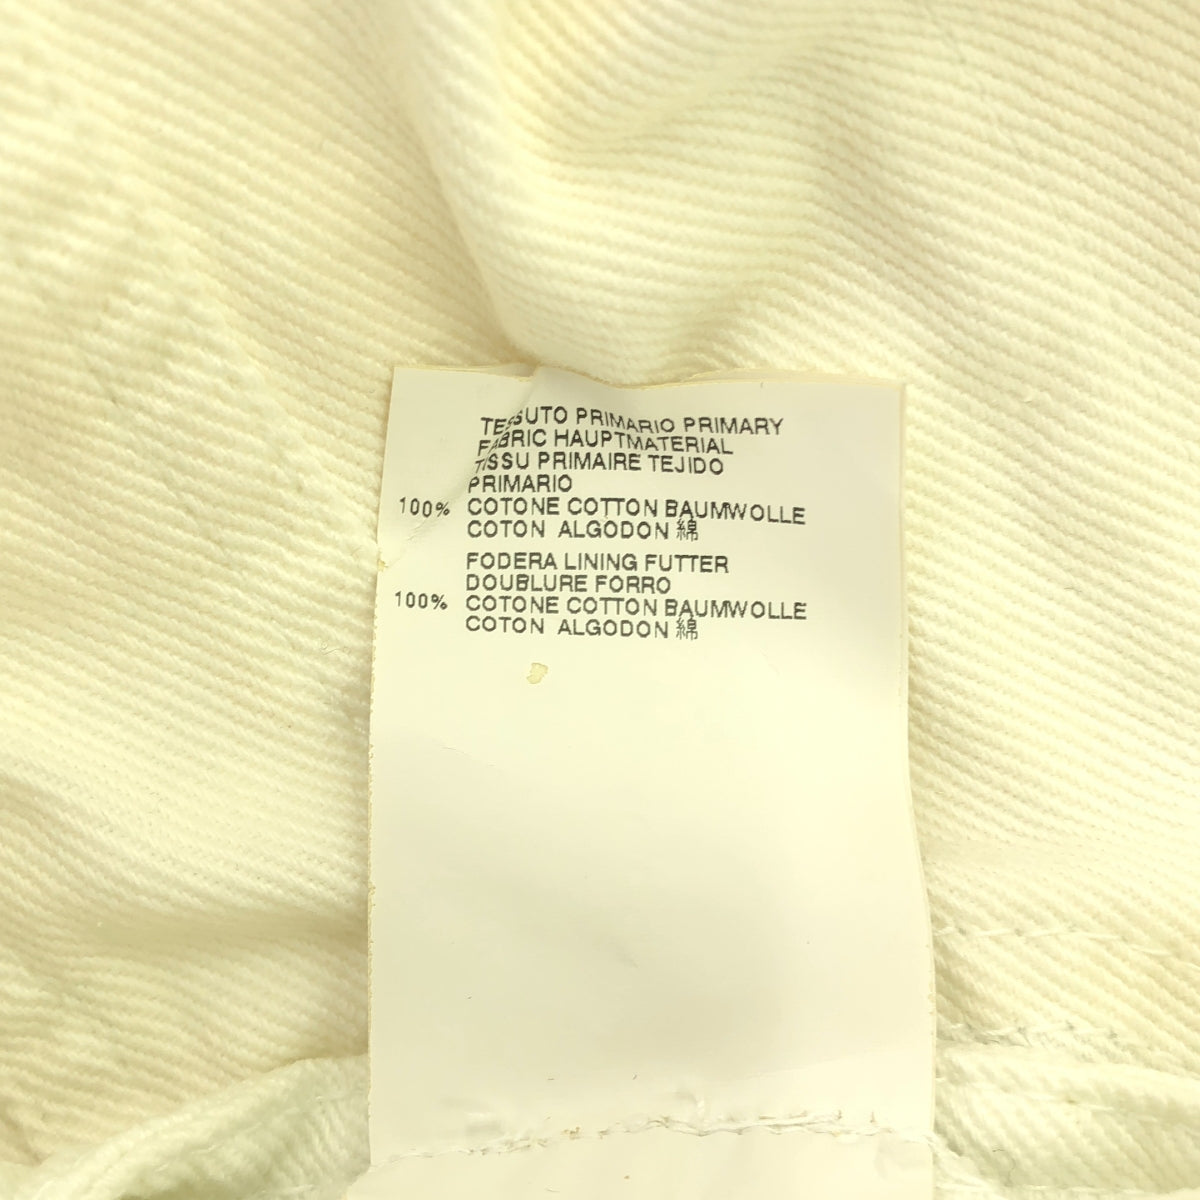 TESSUTO PRIMARIO PRIMARY
FABRIC HAUPTMATERIAL
TISSU PRIMAIRE TEJIDO
PRIMARIO
100% COTONE COTTON BAUMWOLLE
COTON ALGODON 綿
FODERA LINING FUTTER
DOUBLURE FORRO
100% COTONE COTTON BAUMWOLLE
COTON ALGODON 綿